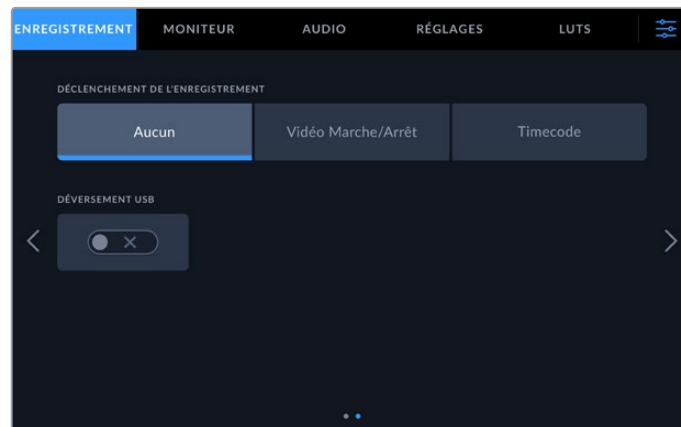 ENREGISTREMENT MONITEUR AUDIO RÉGLAGES LUTS
DÉCLENCHEMENT DE L'ENREGISTREMENT
Aucun Vidéo Marche/Arrêt Timecode
DÉVERSEMENT USB